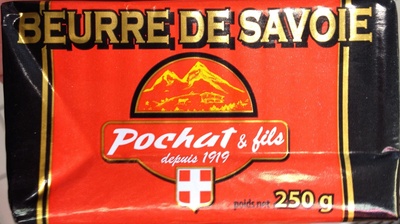 BEURRE DE SAVOIE
Pochat & fils
depuis 1919
poids net 250 g